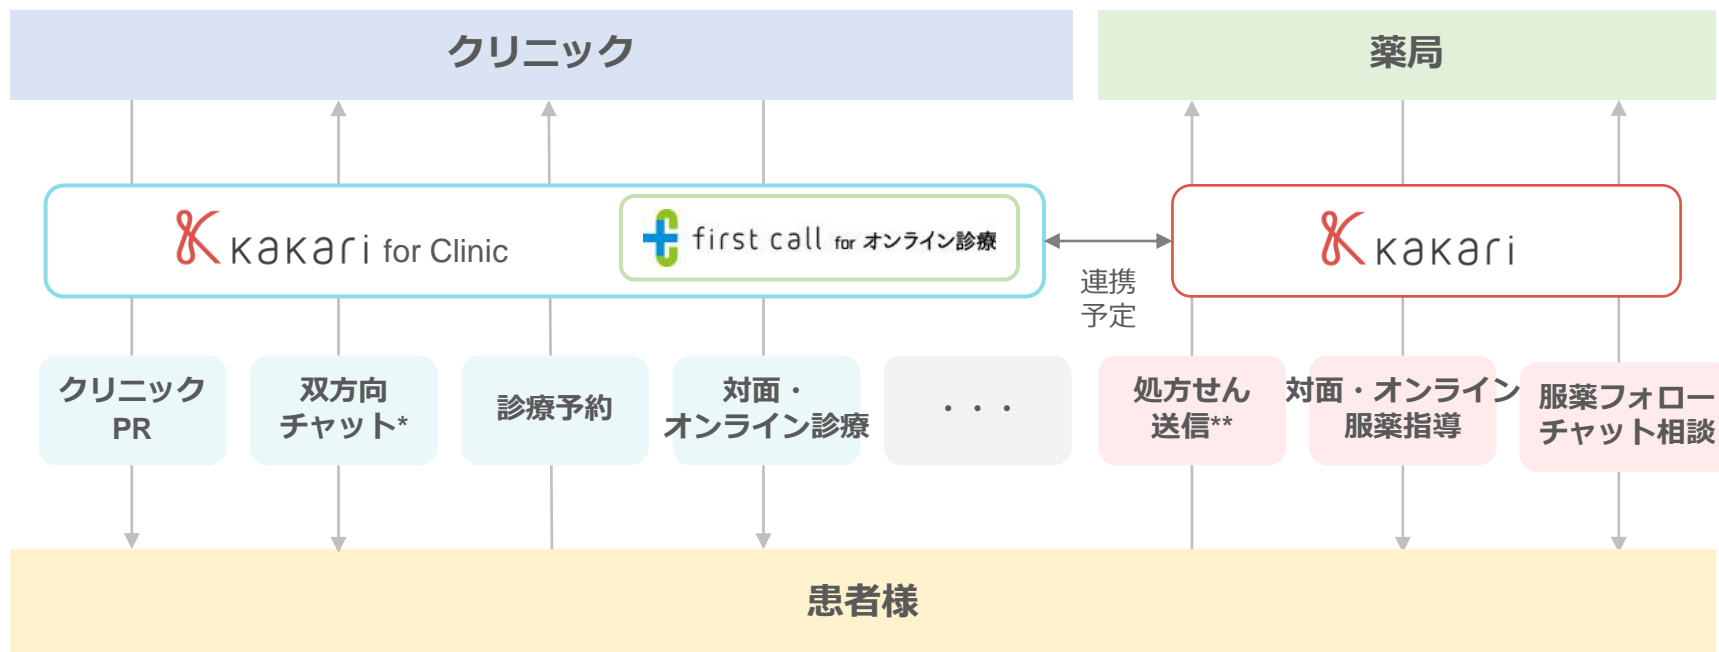 クリニック
薬局
kakari for Clinic
first call for オンライン診療
kakari
連携
予定
クリニック
PR
双方向
チャット*
診療予約
対面・
オンライン診療
・・・
処方せん
送信**
対面・オンライン
服薬指導
服薬フォロー
チャット相談
患者様